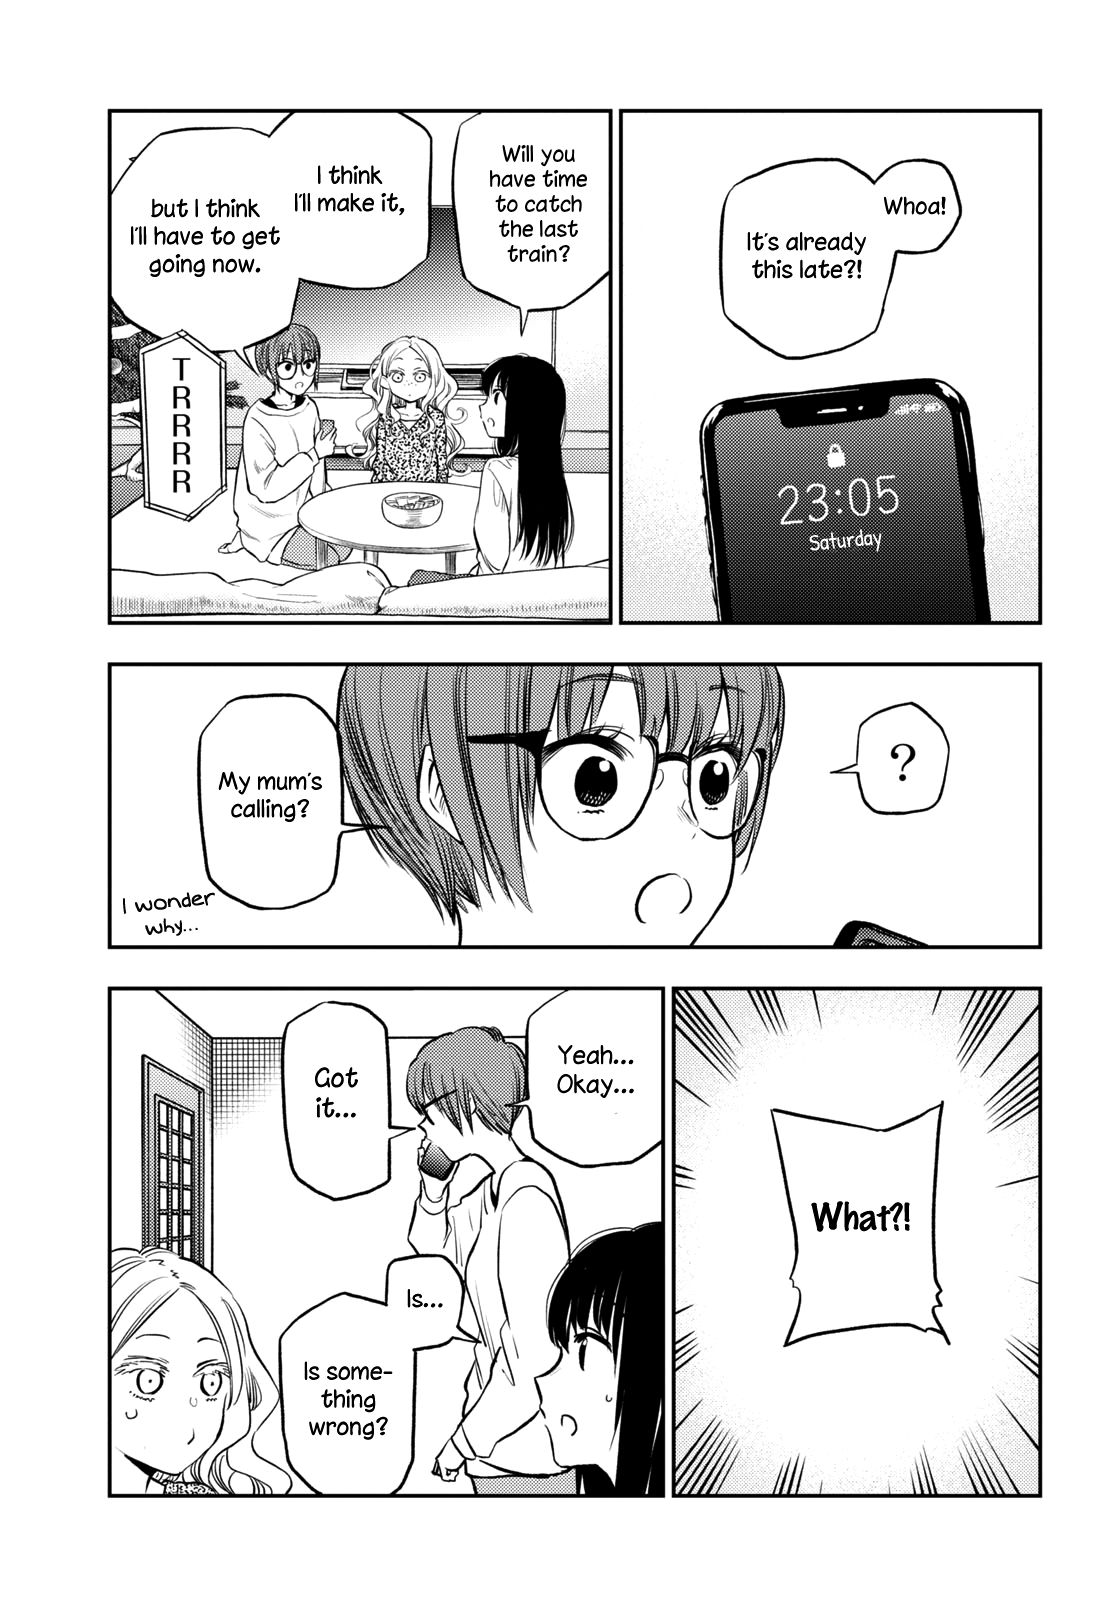 Whoa!
It's already
this late?!
23:05
Saturday
Will you
have time
to catch
the last
train?
I think
I'll make it,
but I think
I'll have to get
going now.
TRRRR
?
My mum's
calling?
I wonder
why...
What?!
Yeah...
Okay...
Got
it...
Is...
Is some-
thing
wrong?